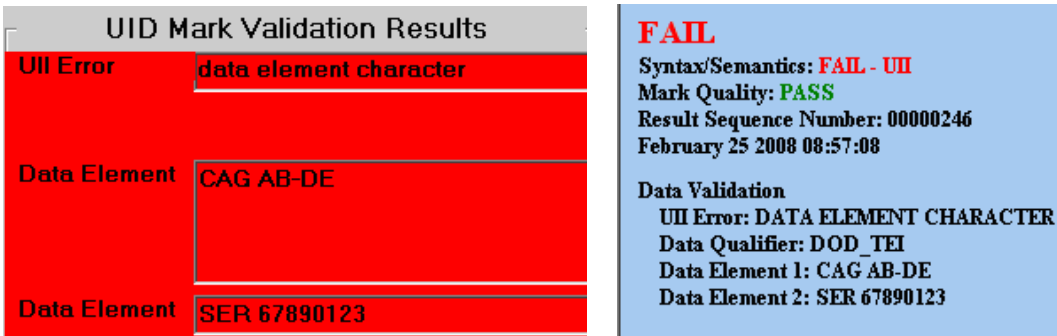 UID Mark Validation Results
UII Error data element character
Data Element CAG AB-DE
Data Element SER 67890123
FAIL
Syntax/Semantics: FAIL - UII
Mark Quality: PASS
Result Sequence Number: 00000246
February 25 2008 08:57:08
Data Validation
UII Error: DATA ELEMENT CHARACTER
Data Qualifier: DOD_TEI
Data Element 1: CAG AB-DE
Data Element 2: SER 67890123